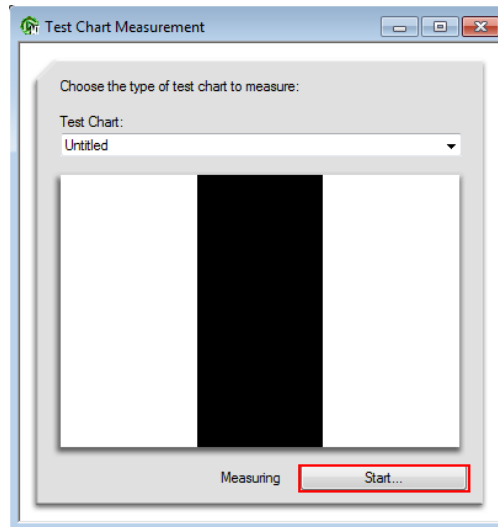 Test Chart Measurement
Choose the type of test chart to measure:
Test Chart:
Untitled
Measuring Start...